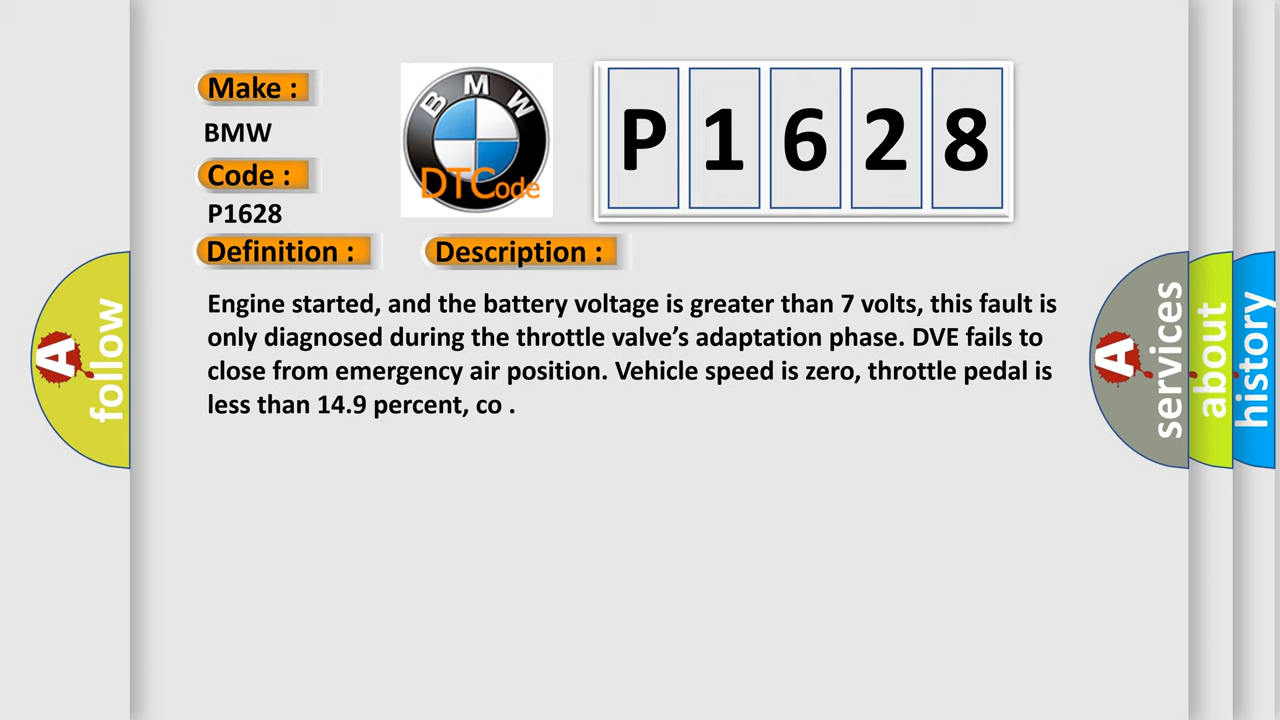 Make :
BMW
Code :
P1628
Definition :
Description :
BMW
DTCode
P 1 6 2 8
Engine started, and the battery voltage is greater than 7 volts, this fault is
only diagnosed during the throttle valve’s adaptation phase. DVE fails to
close from emergency air position. Vehicle speed is zero, throttle pedal is
less than 14.9 percent, co .
A follow
A services
about
history